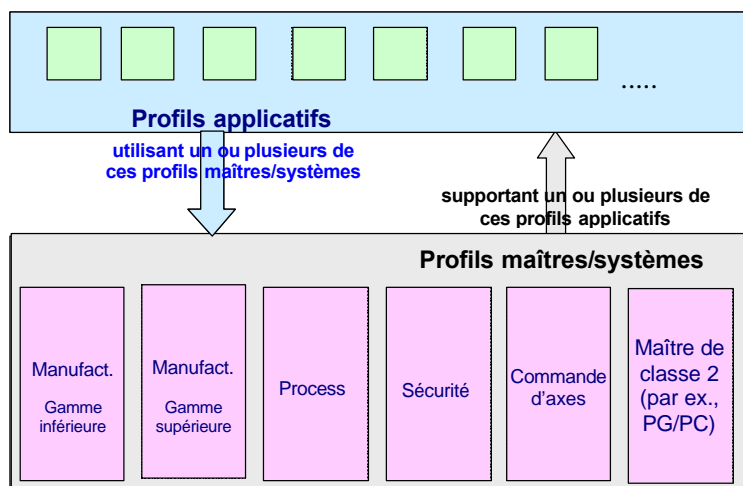 .....
Profils applicatifs
utilisant un ou plusieurs de
ces profils maîtres/systèmes
supportant un ou plusieurs de
ces profils applicatifs
Profils maîtres/systèmes
Manufact.
Gamme
inférieure
Manufact.
Gamme
supérieure
Process
Sécurité
Commande
d'axes
Maître de
classe 2
(par ex.,
PG/PC)